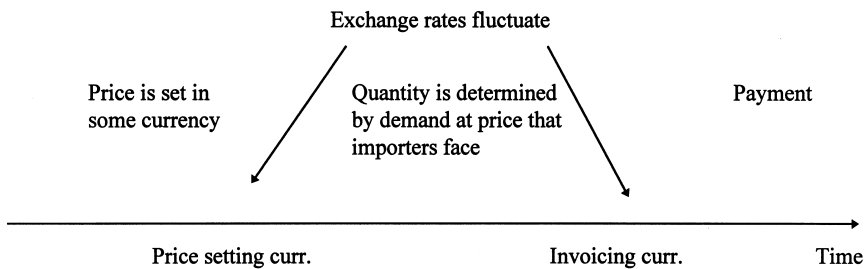 Exchange rates fluctuate
Price is set in
some currency
Quantity is determined
by demand at price that
importers face
Payment
Price setting curr.
Invoicing curr.
Time